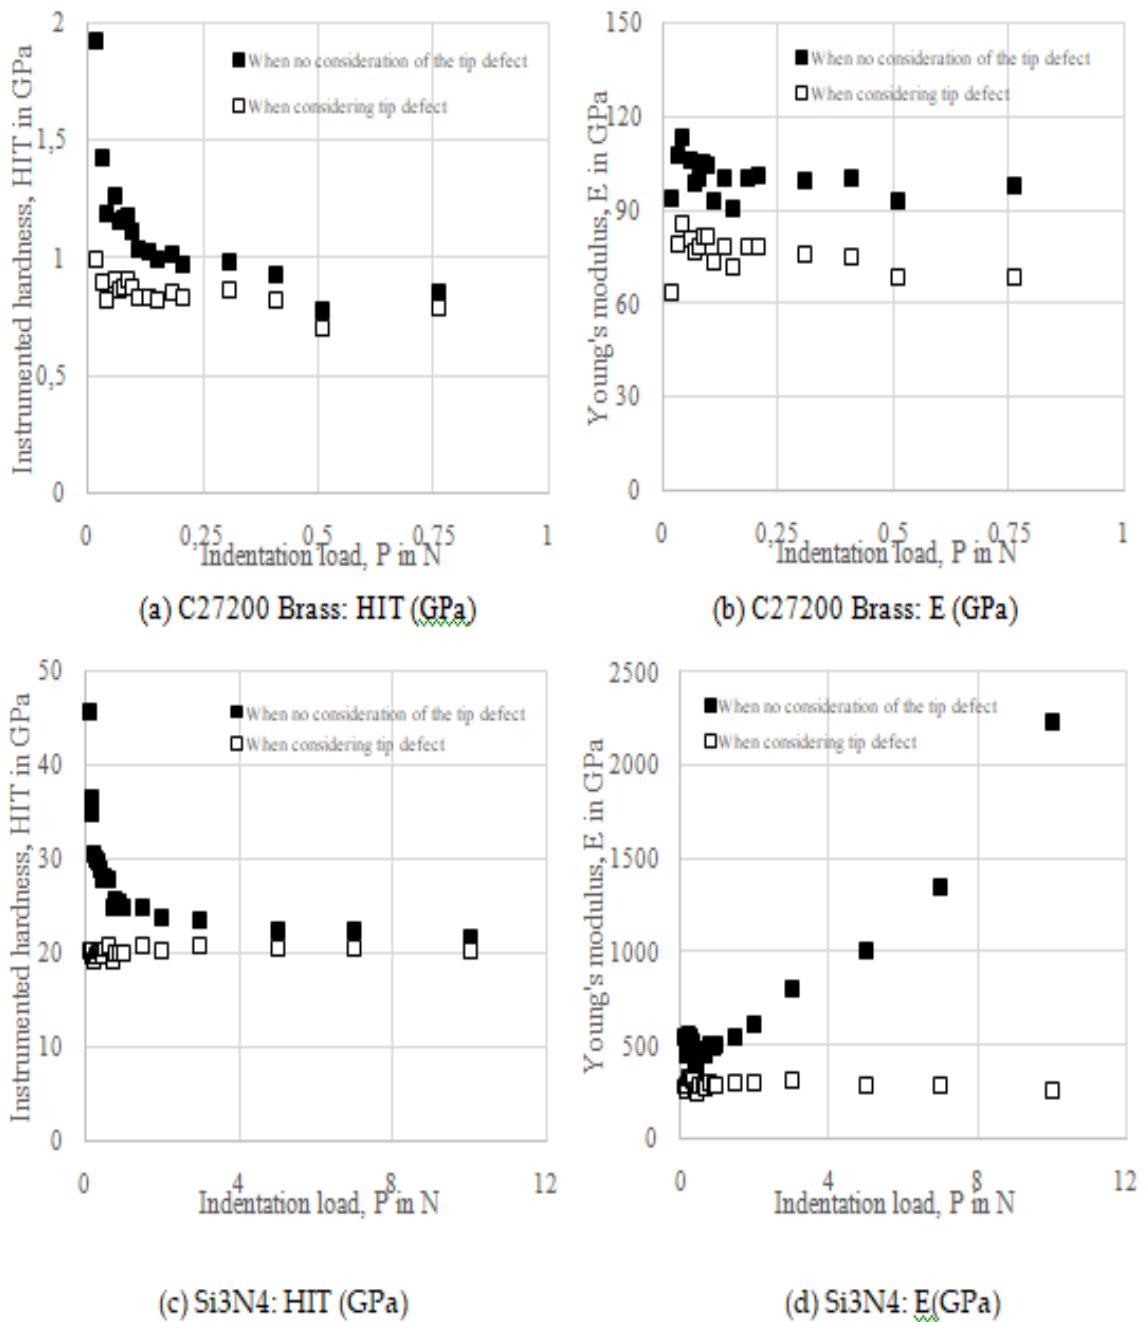 2
1,5
1
0,5
0
Instrumented hardness, HIT in GPa
When no consideration of the tip defect
When considering tip defect
0
0,25
0,5
0,75
1
Indentation load, P in N
(a) C27200 Brass: HIT (GPa)
150
120
90
60
30
0
Young's modulus, E in GPa
When no consideration of the tip defect
When considering tip defect
0
0,25
0,5
0,75
1
Indentation load, P in N
(b) C27200 Brass: E (GPa)
50
40
30
20
10
0
Instrumented hardness, HIT in GPa
When no consideration of the tip defect
When considering tip defect
0
4
8
12
Indentation load, P in N
(c) Si3N4: HIT (GPa)
2500
2000
1500
1000
500
0
Young's modulus, E in GPa
When no consideration of the tip defect
When considering tip defect
0
4
8
12
Indentation load, P in N
(d) Si3N4: E(GPa)